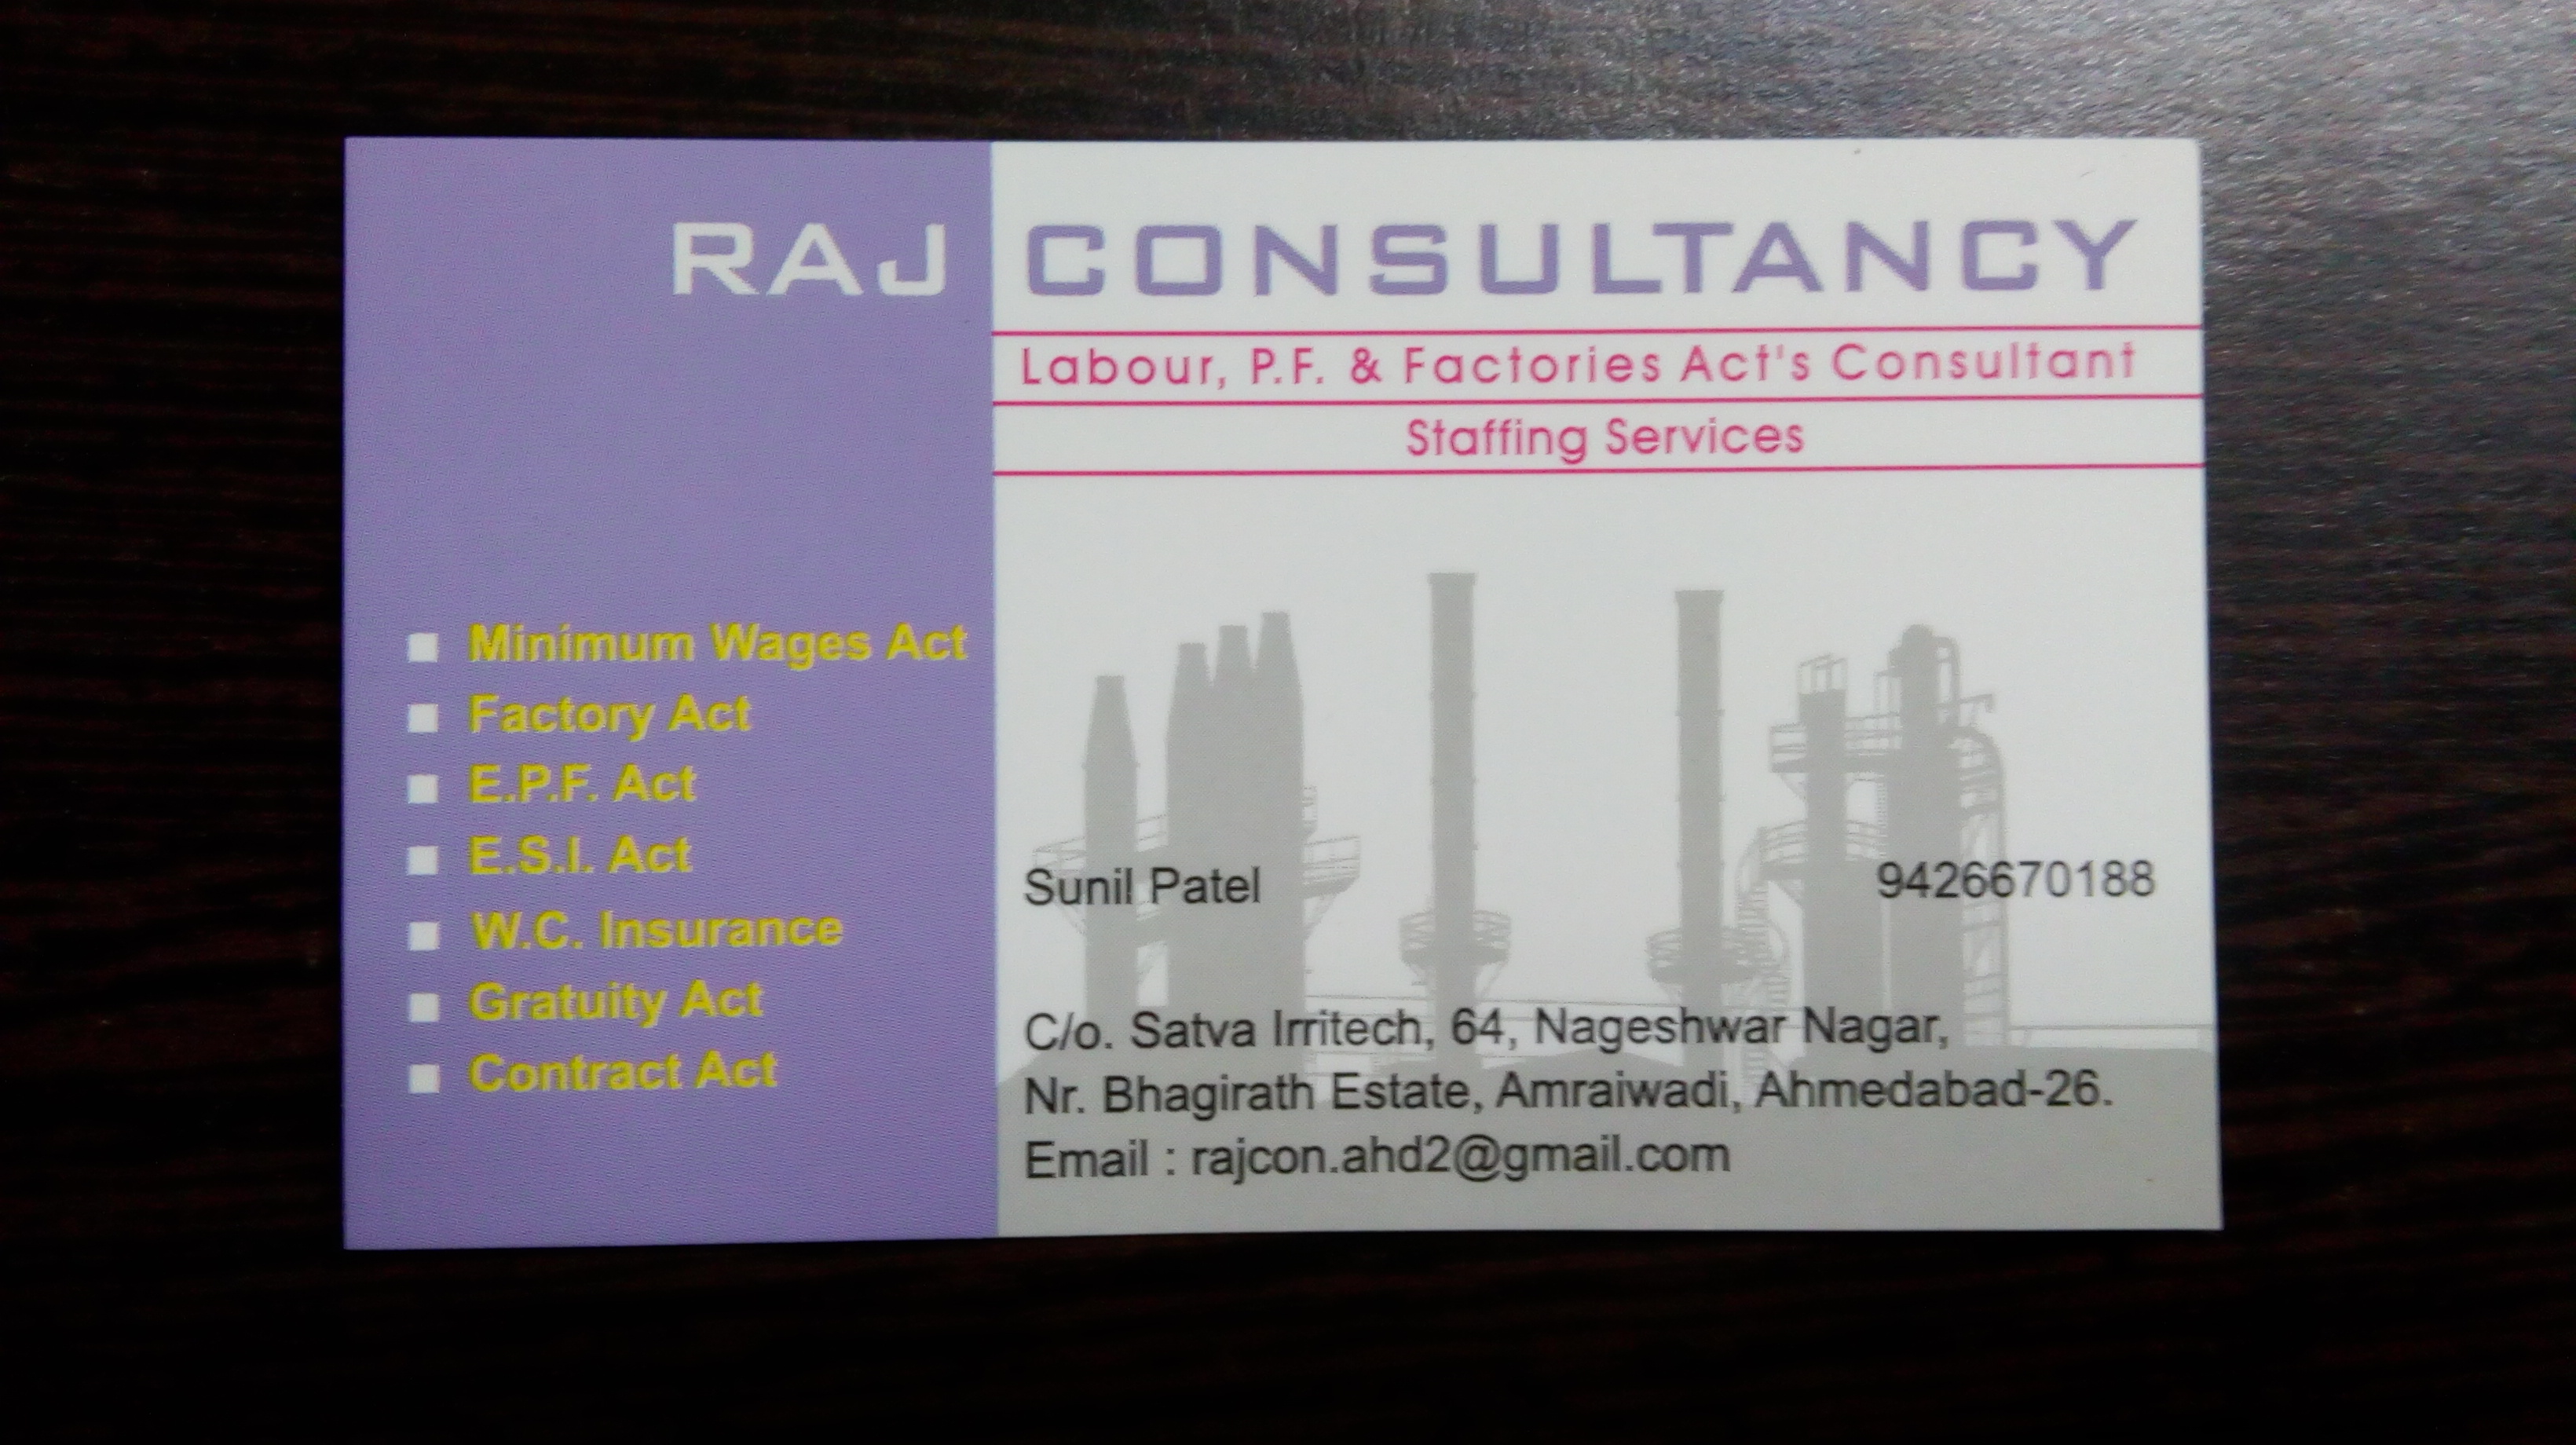 RAJ CONSULTANCY
Labour, P.F. & Factories Act's Consultant
Staffing Services
Minimum Wages Act
Factory Act
E.P.F. Act
E.S.I. Act
W.C. Insurance
Gratuity Act
Contract Act
Sunil Patel 9426670188
C/o. Satva Irritech, 64, Nageshwar Nagar,
Nr. Bhagirath Estate, Amraiwadi, Ahmedabad-26.
Email : rajcon.ahd2@gmail.com